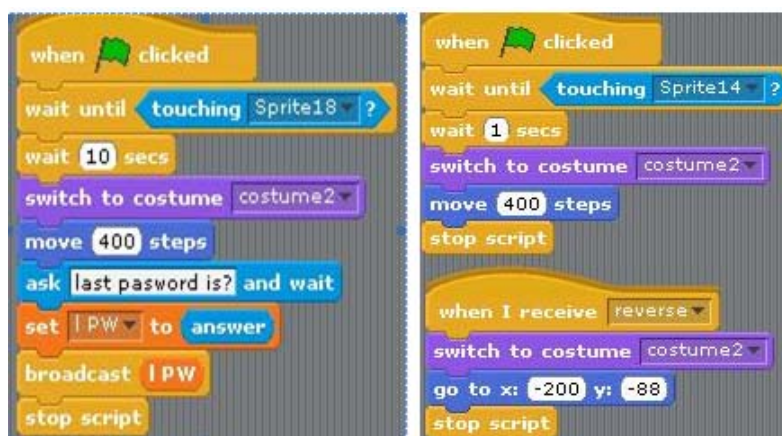 when clicked
wait until touching Sprite18 ?
wait 10 secs
switch to costume costume2
move 400 steps
ask last pasword is? and wait
set l PW to answer
broadcast l PW
stop script
when clicked
wait until touching Sprite14 ?
wait 1 secs
switch to costume costume2
move 400 steps
stop script
when I receive reverse
switch to costume costume2
go to x: -200 y: -88
stop script